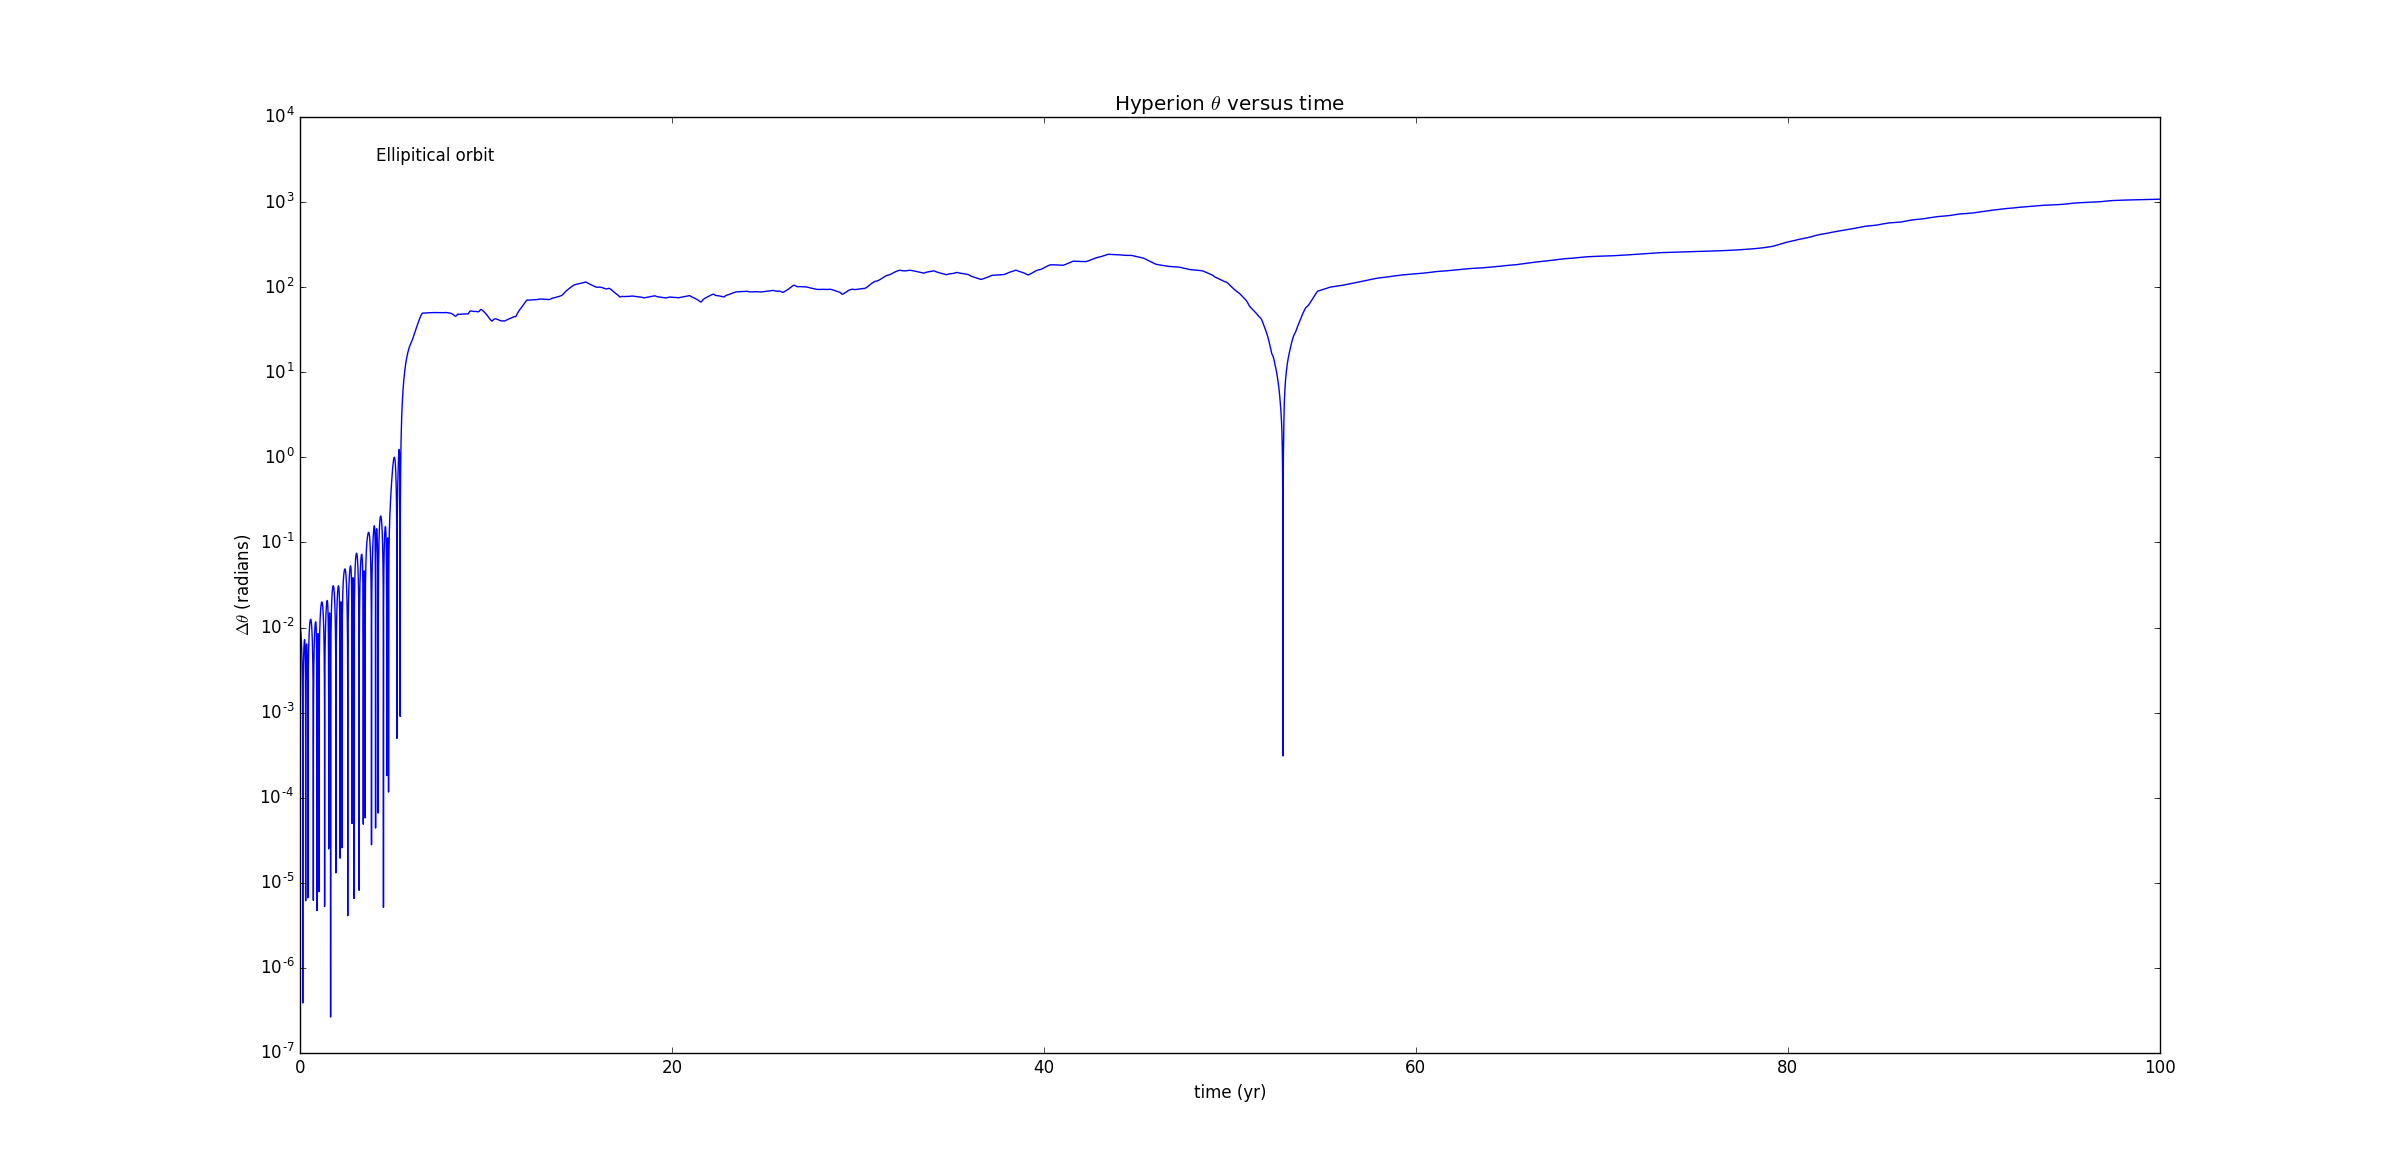 Hyperion θ versus time
Ellipitical orbit
10^4
10^3
10^2
10^1
10^0
10^-1
10^-2
10^-3
10^-4
10^-5
10^-6
10^-7
Δθ (radians)
0 20 40 60 80 100
time (yr)